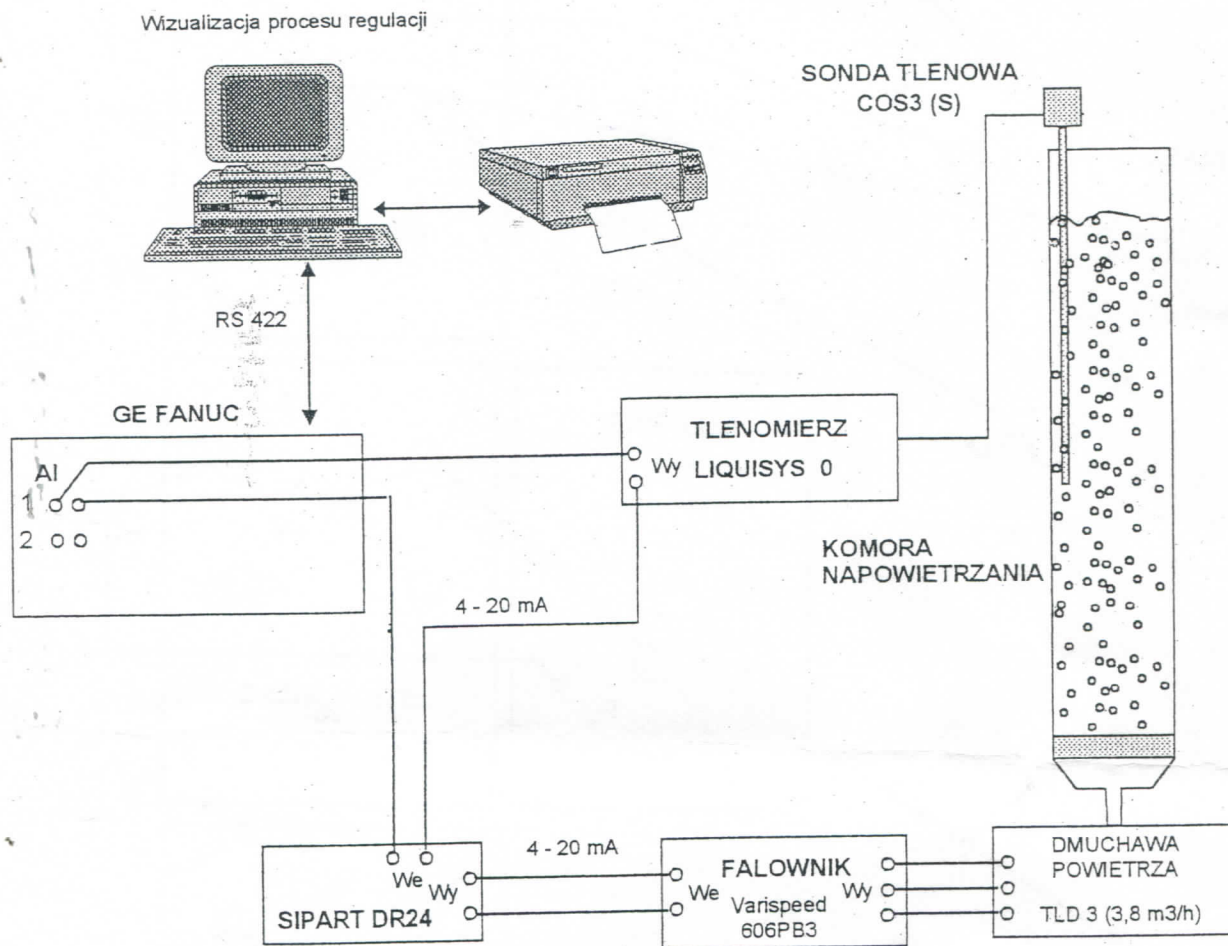 Wizualizacja procesu regulacji
SONDA TLENOWA
COS3 (S)
RS 422
GE FANUC
AI
1
2
TLENOMIERZ
Wy LIQUISYS 0
KOMORA
NAPOWIETRZANIA
4 - 20 mA
4 - 20 mA
We
Wy
SIPART DR24
FALOWNIK
We
Wy
Varispeed
606PB3
DMUCHAWA
POWIETRZA
TLD 3 (3,8 m3/h)